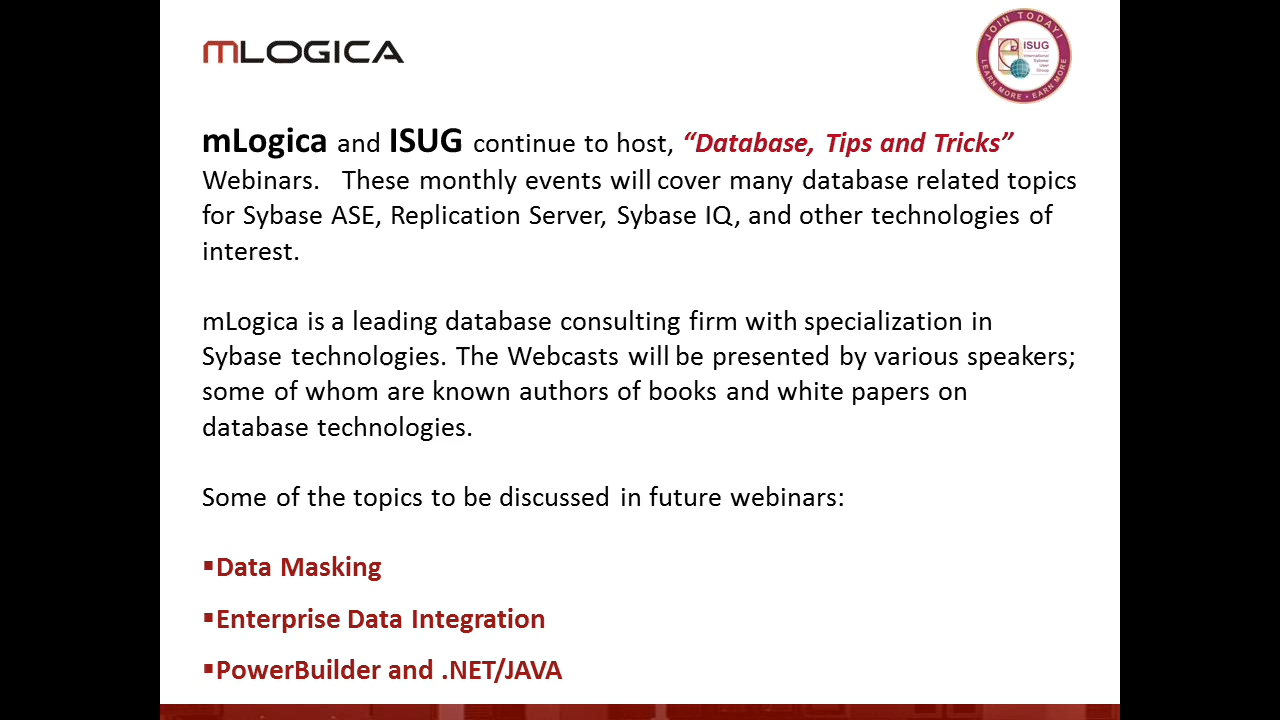 mLOGICA
JOIN TODAY!
ISUG
International
Sybase
User
Group
LEARN MORE • EARN MORE
mLogica and ISUG continue to host, “Database, Tips and Tricks”
Webinars. These monthly events will cover many database related topics
for Sybase ASE, Replication Server, Sybase IQ, and other technologies of
interest.
mLogica is a leading database consulting firm with specialization in
Sybase technologies. The Webcasts will be presented by various speakers;
some of whom are known authors of books and white papers on
database technologies.
Some of the topics to be discussed in future webinars:
▪Data Masking
▪Enterprise Data Integration
▪PowerBuilder and .NET/JAVA